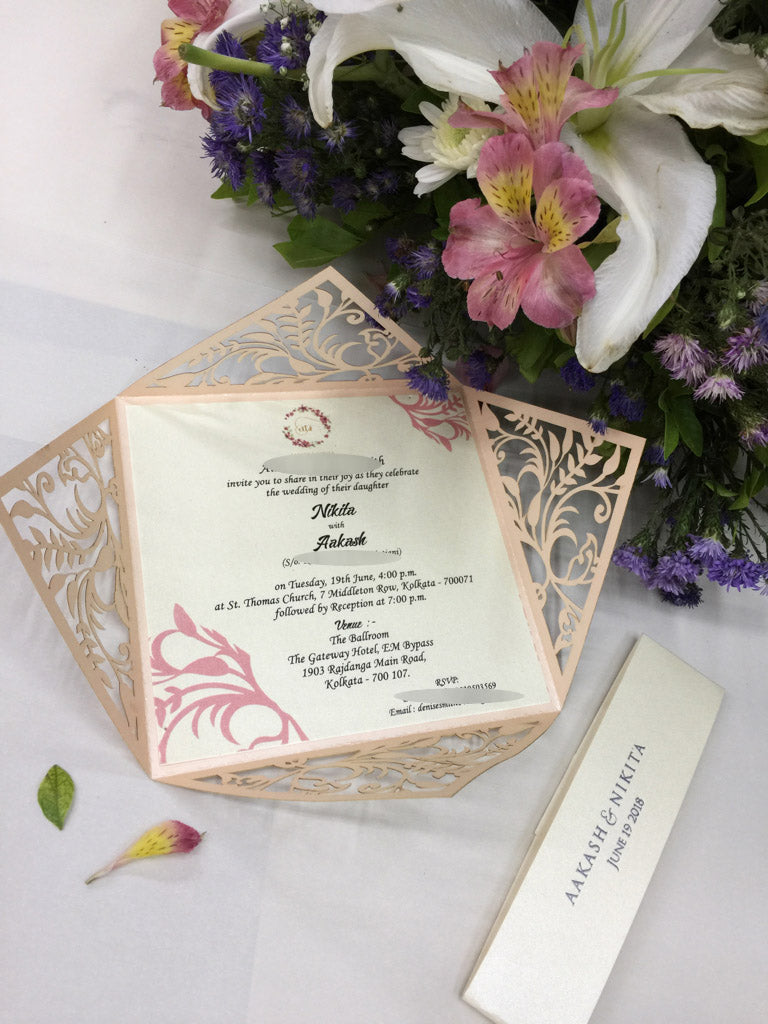 invite you to share in their joy as they celebrate
the wedding of their daughter
Nikita
with
Aakash
(S/o.
on Tuesday, 19th June, 4:00 p.m.
at St. Thomas Church, 7 Middleton Row, Kolkata - 700071
followed by Reception at 7:00 p.m.
Venue : -
The Ballroom
The Gateway Hotel, EM Bypass
1903 Rajdanga Main Road,
Kolkata - 700 107.
RSVP:
Email :
AAKASH & NIKITA
JUNE 19 2018